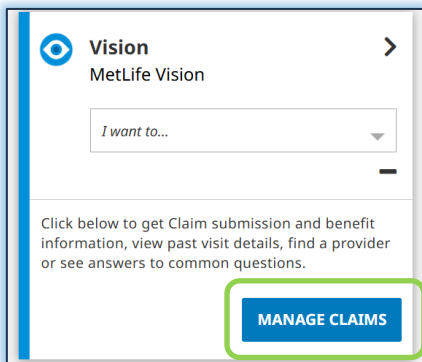 Vision
MetLife Vision
I want to...
Click below to get Claim submission and benefit
information, view past visit details, find a provider
or see answers to common questions.
MANAGE CLAIMS